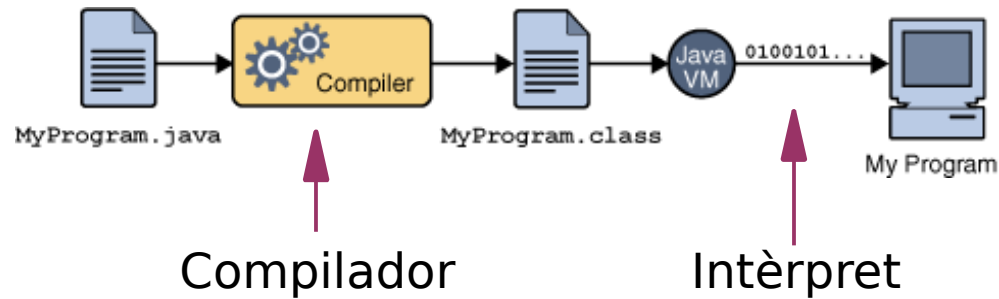 Compiler
Java
VM
0100101...
MyProgram.java
MyProgram.class
My Program
Compilador
Intèrpret